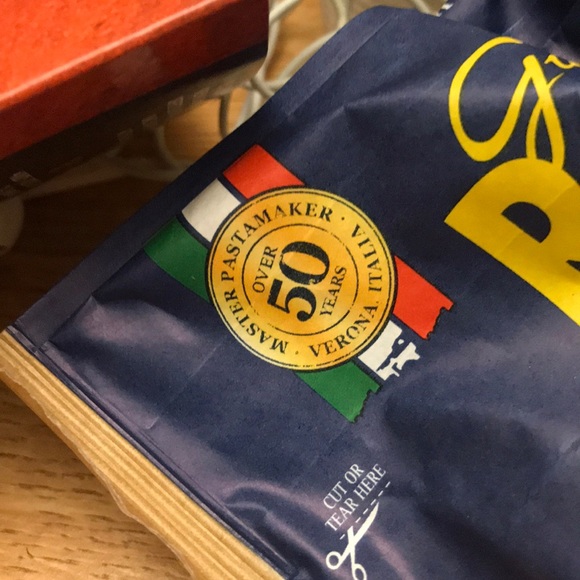 MASTER PASTAMAKER · VERONA, ITALIA ·
OVER
50
YEARS
CUT OR
TEAR HERE